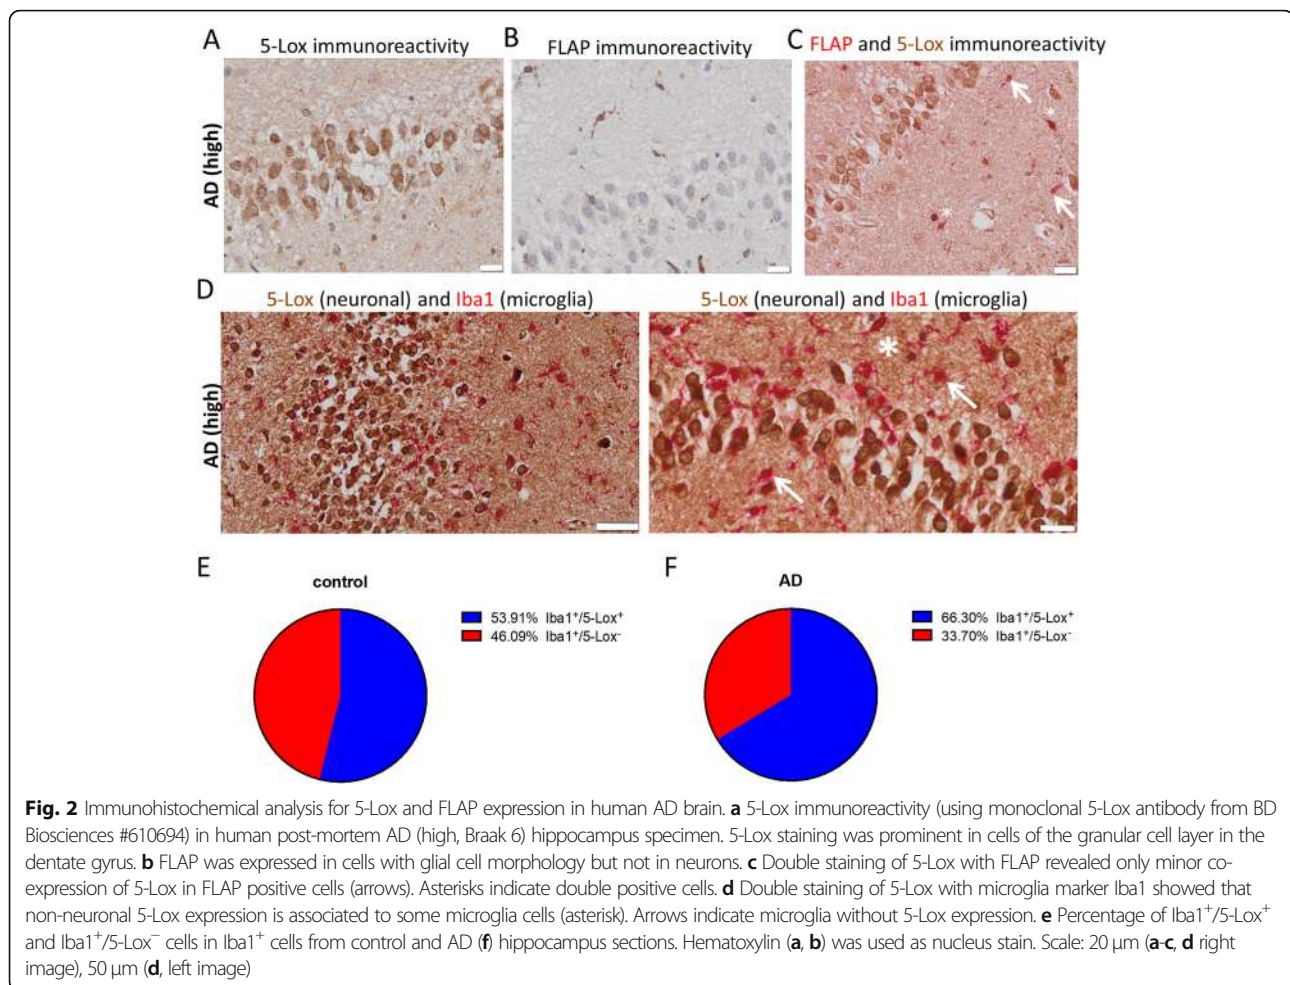 A
5-Lox immunoreactivity
B
FLAP immunoreactivity
C
FLAP and 5-Lox immunoreactivity
AD (high)
D
5-Lox (neuronal) and Iba1 (microglia)
5-Lox (neuronal) and Iba1 (microglia)
AD (high)
E
control
53.91% Iba1⁺/5-Lox⁺
46.09% Iba1⁺/5-Lox⁻
F
AD
66.30% Iba1⁺/5-Lox⁺
33.70% Iba1⁺/5-Lox⁻
Fig. 2 Immunohistochemical analysis for 5-Lox and FLAP expression in human AD brain. a 5-Lox immunoreactivity (using monoclonal 5-Lox antibody from BD
Biosciences #610694) in human post-mortem AD (high, Braak 6) hippocampus specimen. 5-Lox staining was prominent in cells of the granular cell layer in the
dentate gyrus. b FLAP was expressed in cells with glial cell morphology but not in neurons. c Double staining of 5-Lox with FLAP revealed only minor co-
expression of 5-Lox in FLAP positive cells (arrows). Asterisks indicate double positive cells. d Double staining of 5-Lox with microglia marker Iba1 showed that
non-neuronal 5-Lox expression is associated to some microglia cells (asterisk). Arrows indicate microglia without 5-Lox expression. e Percentage of Iba1⁺/5-Lox⁺
and Iba1⁺/5-Lox⁻ cells in Iba1⁺ cells from control and AD (f) hippocampus sections. Hematoxylin (a, b) was used as nucleus stain. Scale: 20 μm (a-c, d right
image), 50 μm (d, left image)